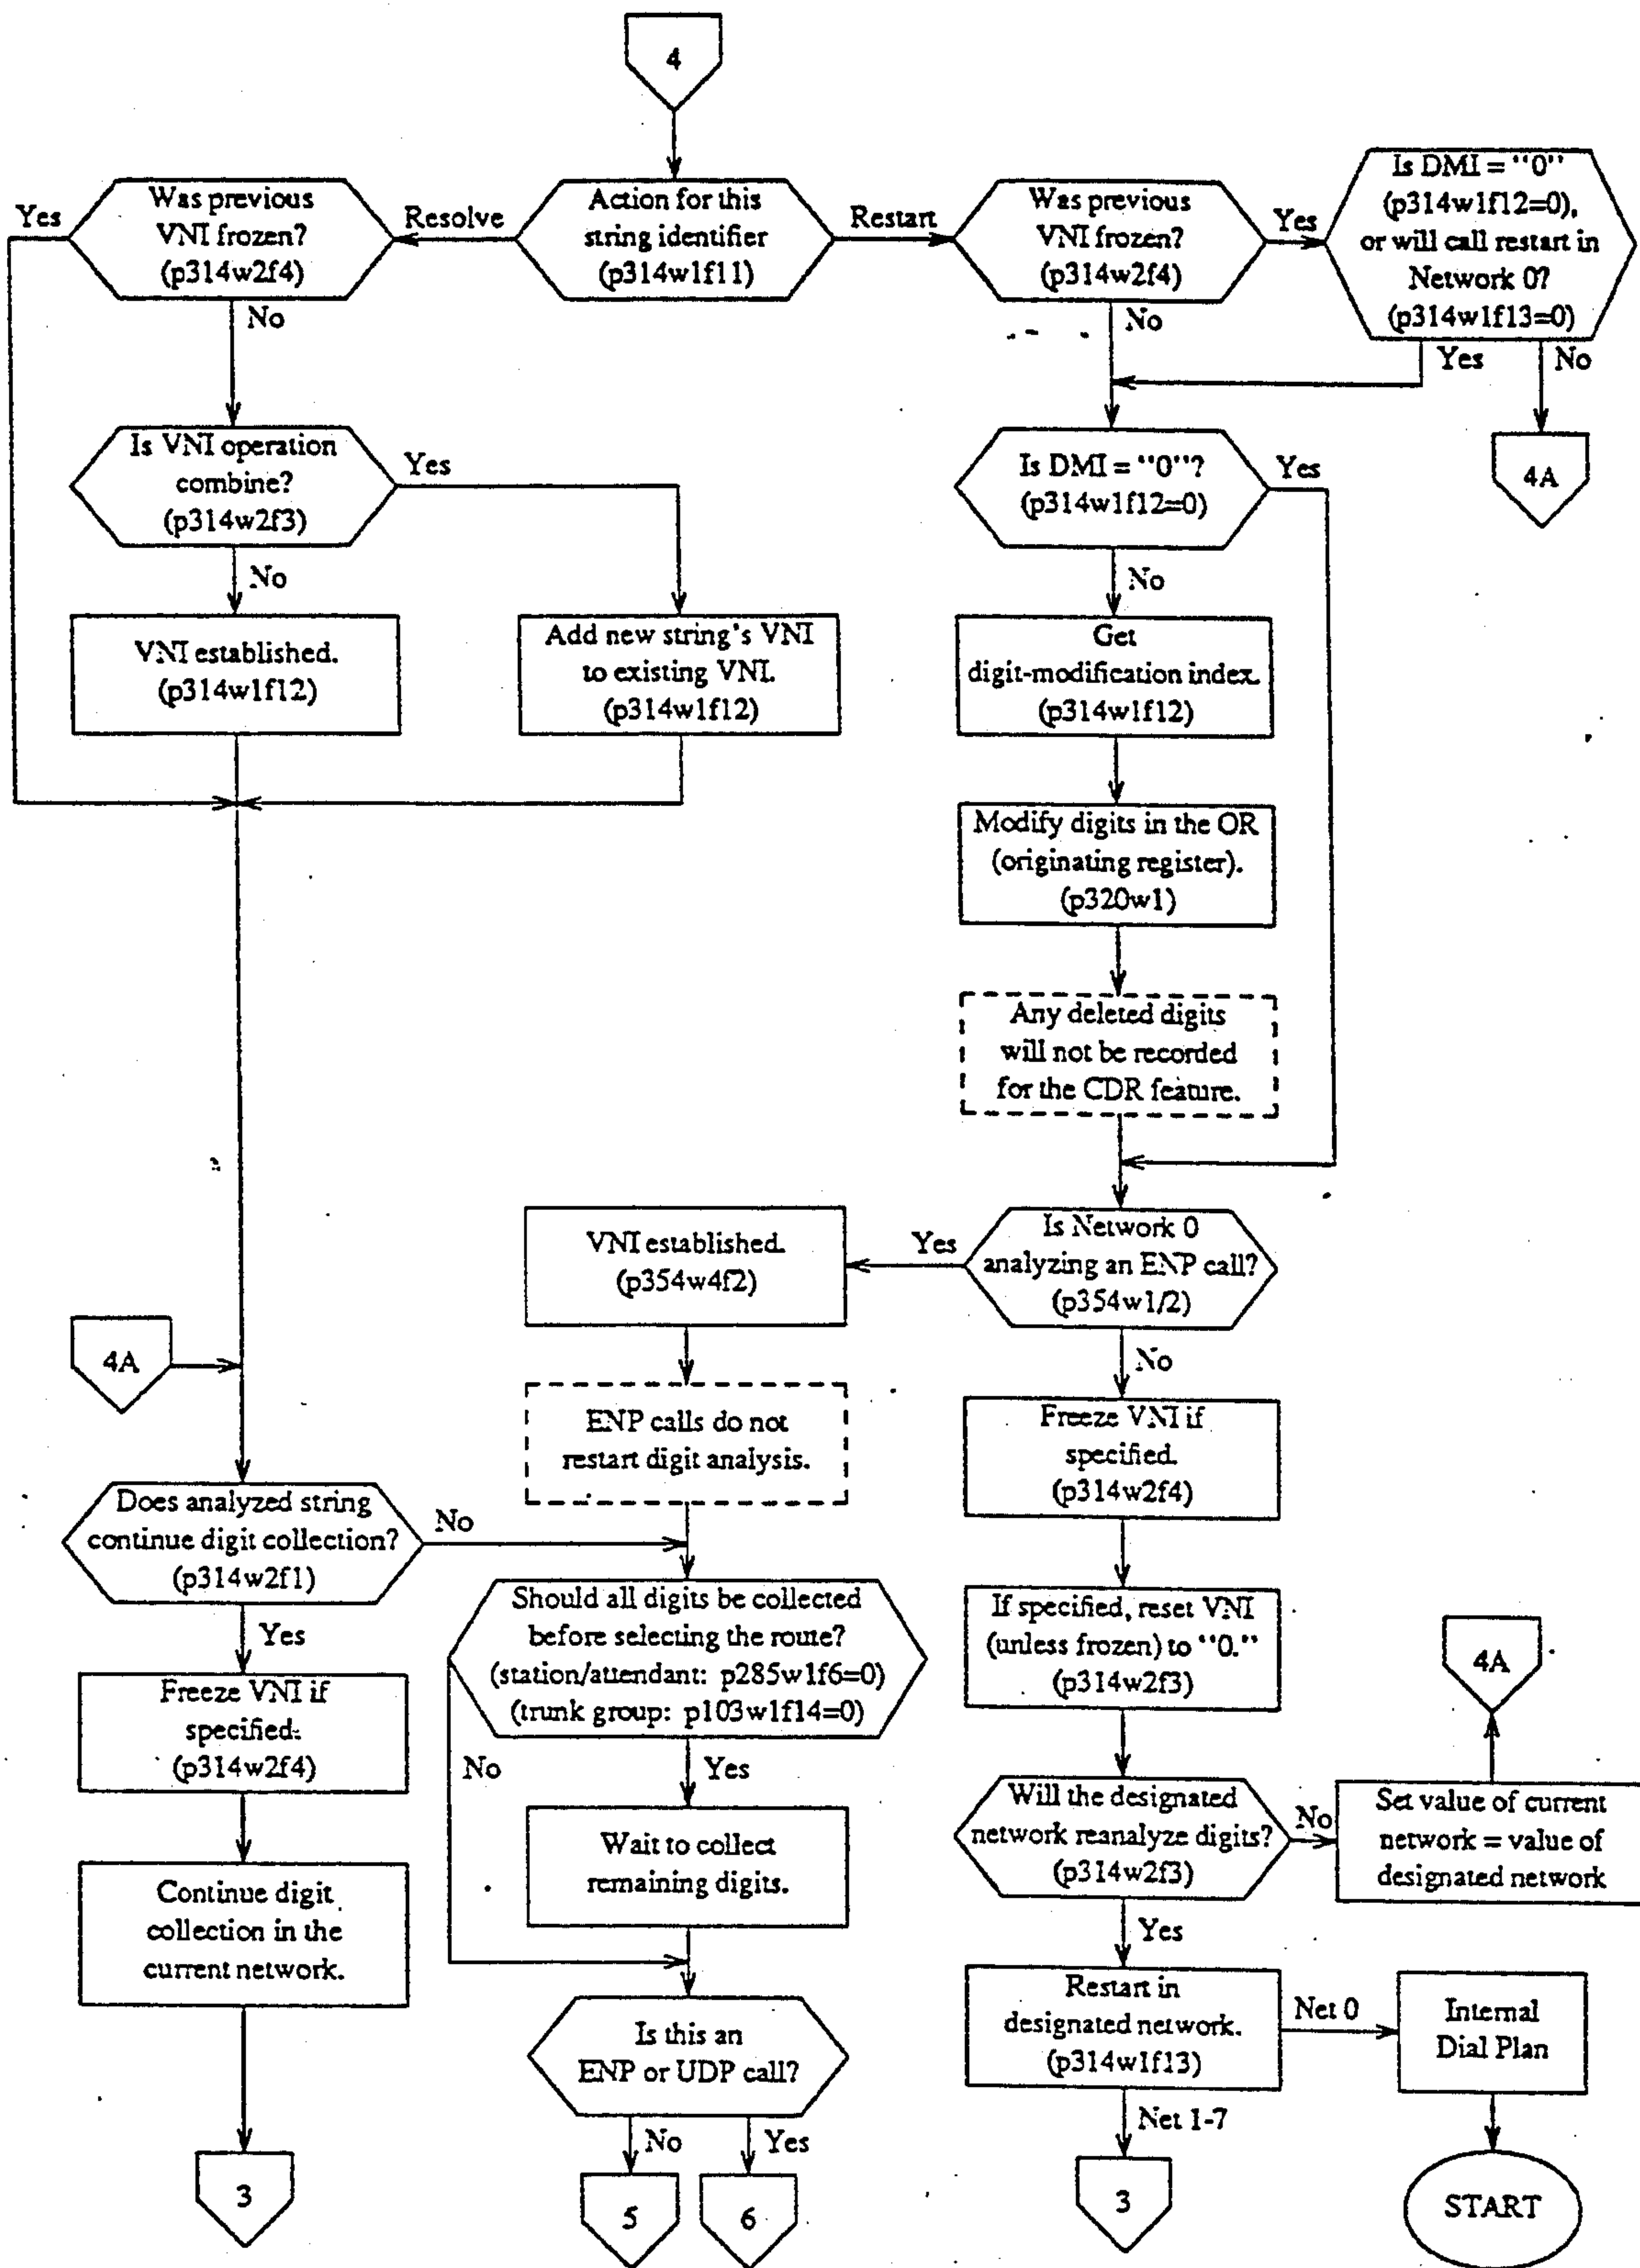 4
Was previous
VNI frozen?
(p314w2f4)
Yes
Resolve
Action for this
string identifier
(p314w1f11)
Restart
Was previous
VNI frozen?
(p314w2f4)
Yes
Is DMI = "0"
(p314w1f12=0),
or will call restart in
Network 0?
(p314w1f13=0)
No
No
Yes
No
4A
Is VNI operation
combine?
(p314w2f3)
Yes
Is DMI = "0"?
(p314w1f12=0)
Yes
No
No
VNI established.
(p314w1f12)
Add new string's VNI
to existing VNI.
(p314w1f12)
Get
digit-modification index.
(p314w1f12)
Modify digits in the OR
(originating register).
(p320w1)
Any deleted digits
will not be recorded
for the CDR feature.
VNI established.
(p354w4f2)
Yes
Is Network 0
analyzing an ENP call?
(p354w1/2)
No
4A
ENP calls do not
restart digit analysis.
Freeze VNI if
specified.
(p314w2f4)
Does analyzed string
continue digit collection?
(p314w2f1)
No
Yes
Should all digits be collected
before selecting the route?
(station/attendant: p285w1f6=0)
(trunk group: p103w1f14=0)
If specified, reset VNI
(unless frozen) to "0."
(p314w2f3)
4A
Freeze VNI if
specified.
(p314w2f4)
No
Yes
Will the designated
network reanalyze digits?
(p314w2f3)
No
Set value of current
network = value of
designated network
Wait to collect
remaining digits.
Yes
Continue digit
collection in the
current network.
Restart in
designated network.
(p314w1f13)
Net 0
Internal
Dial Plan
Is this an
ENP or UDP call?
Net 1-7
No
Yes
3
5
6
3
START